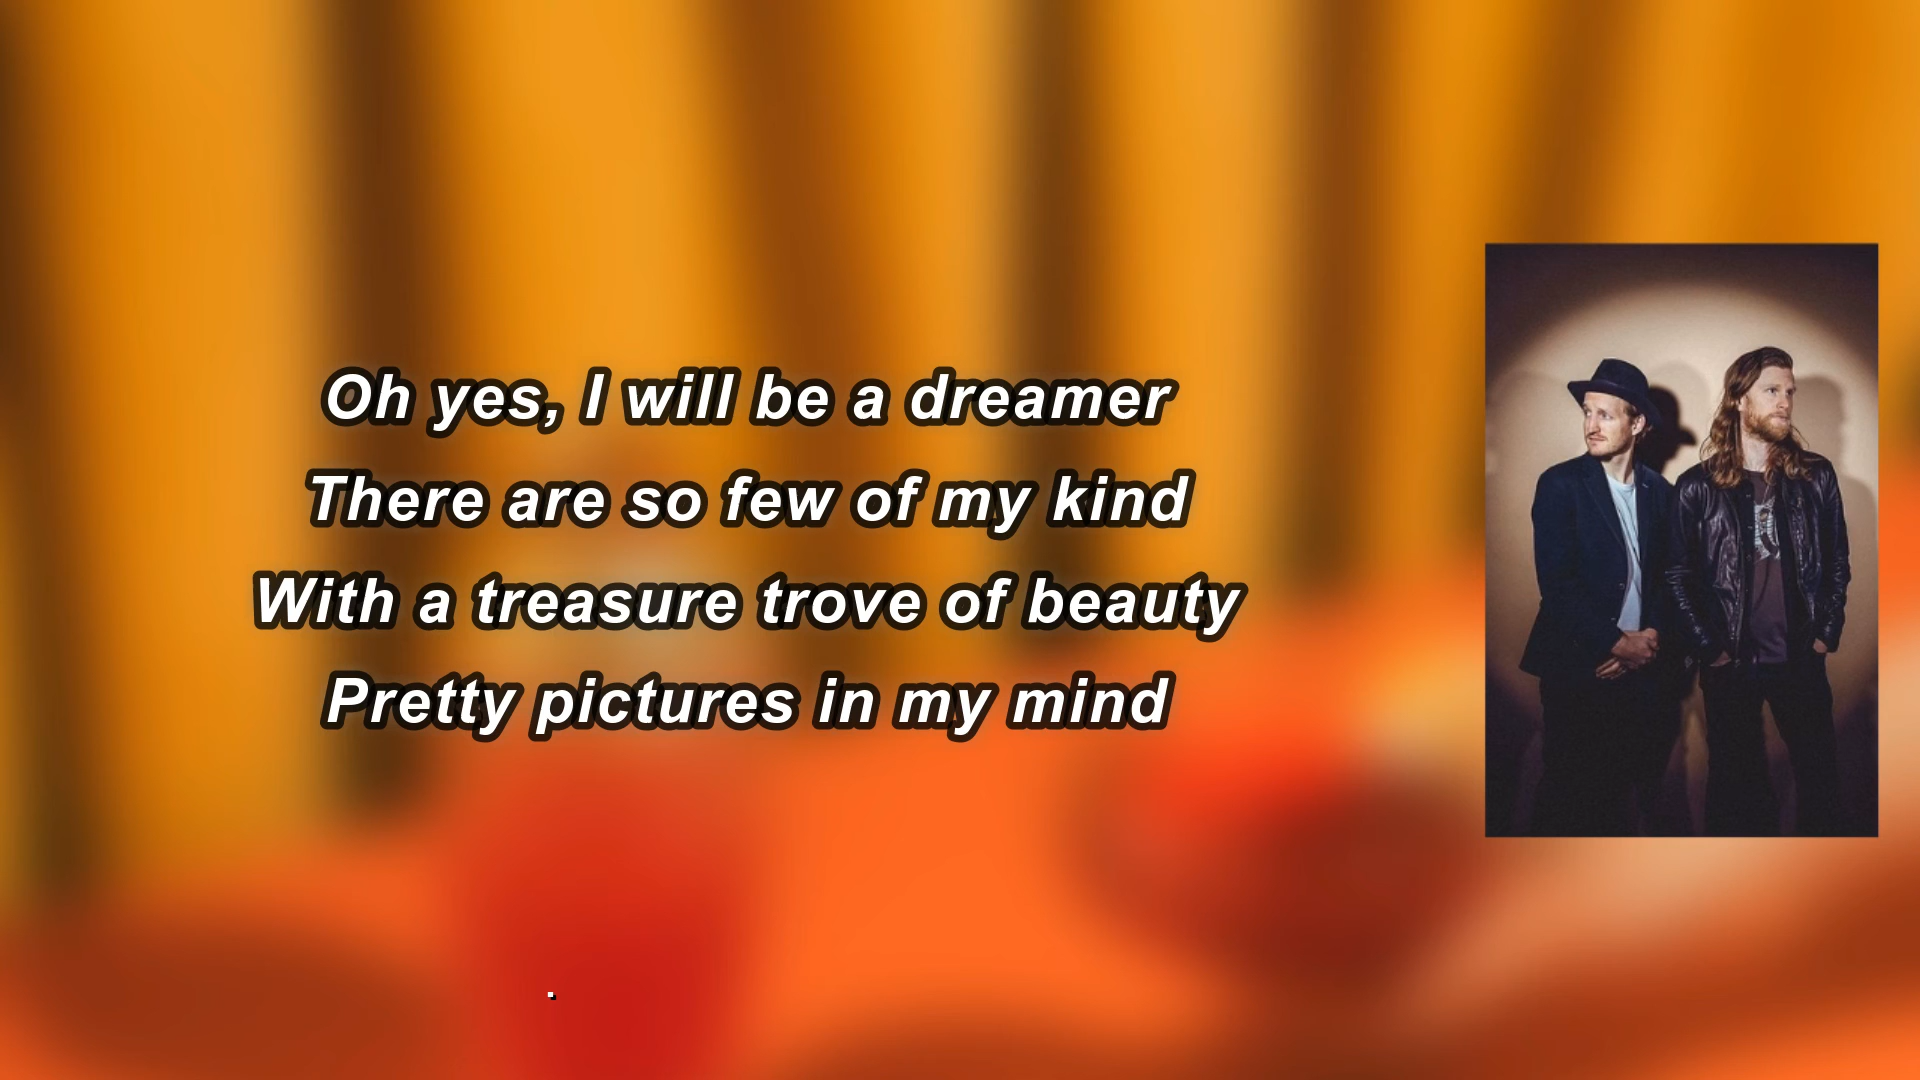 Oh yes, I will be a dreamer
There are so few of my kind
With a treasure trove of beauty
Pretty pictures in my mind
.